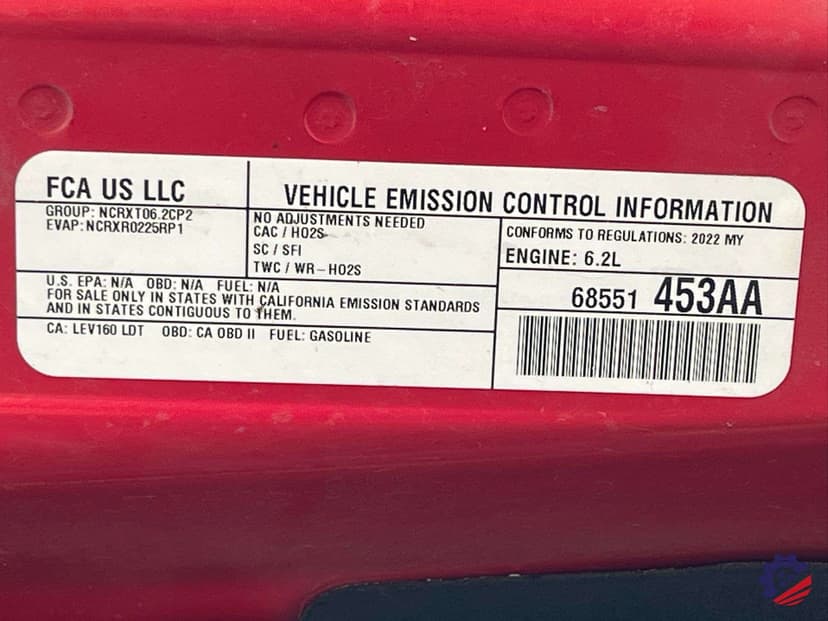 FCA US LLC
VEHICLE EMISSION CONTROL INFORMATION
GROUP: NCRXT06.2CP2
EVAP: NCRXR0225RP1
NO ADJUSTMENTS NEEDED
CAC / HO2S
SC / SFI
TWC / WR-HO2S
CONFORMS TO REGULATIONS: 2022 MY
ENGINE: 6.2L
U.S. EPA: N/A OBD: N/A FUEL: N/A
FOR SALE ONLY IN STATES WITH CALIFORNIA EMISSION STANDARDS
AND IN STATES CONTIGUOUS TO THEM.
CA: LEV160 LDT OBD: CA OBD II FUEL: GASOLINE
68551 453AA